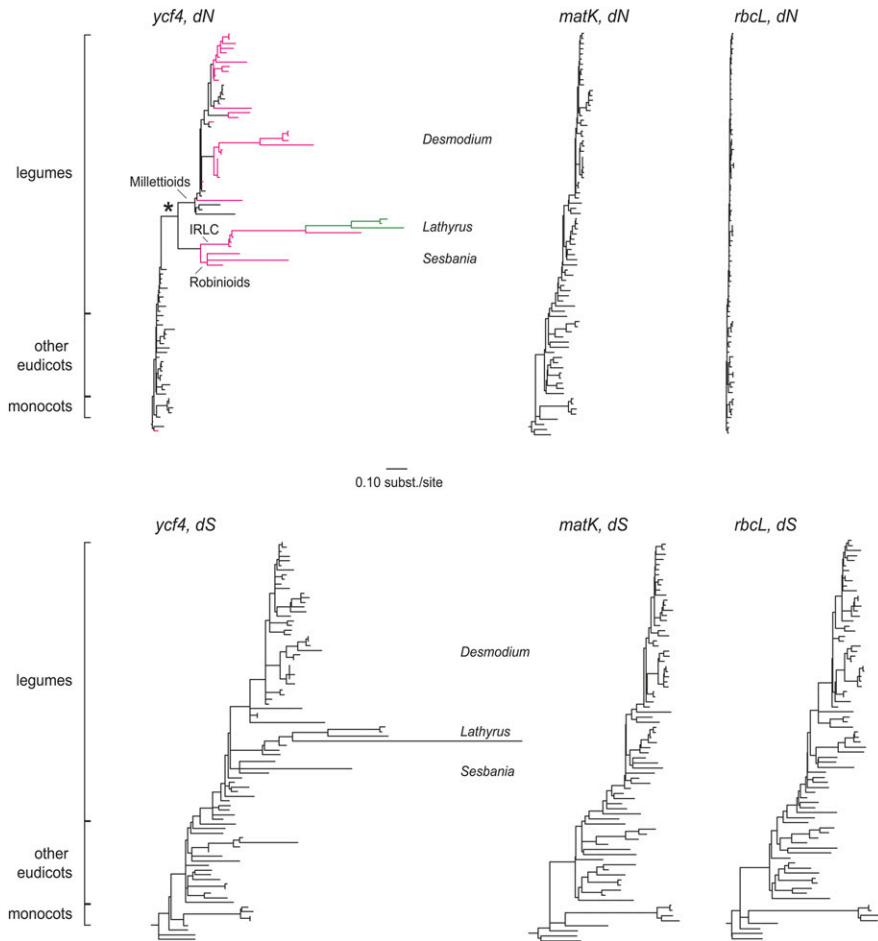 ycf4, dN
matK, dN
rbcL, dN
legumes
Desmodium
Millettioids
*
IRLC
Lathyrus
Sesbania
Robinioids
other
eudicots
monocots
0.10 subst./site
ycf4, dS
matK, dS
rbcL, dS
legumes
Desmodium
Lathyrus
Sesbania
other
eudicots
monocots